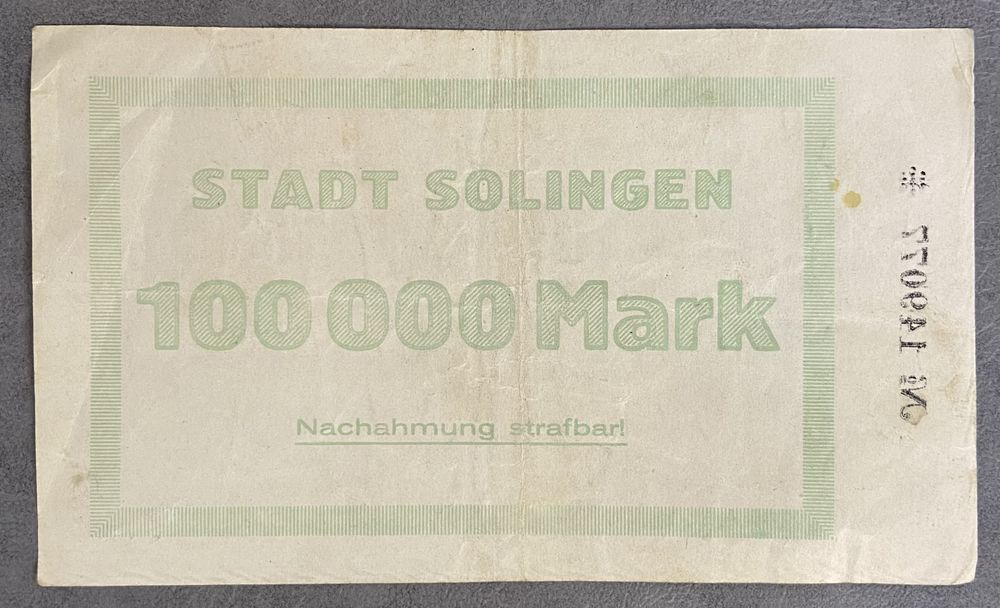 STADT SOLINGEN
100 000 Mark
Nachahmung strafbar!